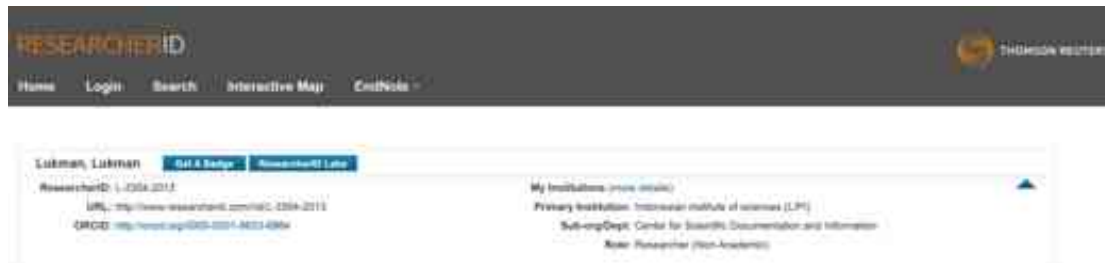 RESEARCHERID
THOMSON REUTERS
Home Login Search Interactive Map EndNote
Lukman, Lukman Get A Badge ResearcherID Labs
ResearcherID:
My Institutions (more details)
URL:
Primary Institution: Indonesian institute of sciences (LIPI)
ORCID:
Sub-org/Dept: Center for Scientific Documentation and Information
Role: Researcher (Non-Academic)